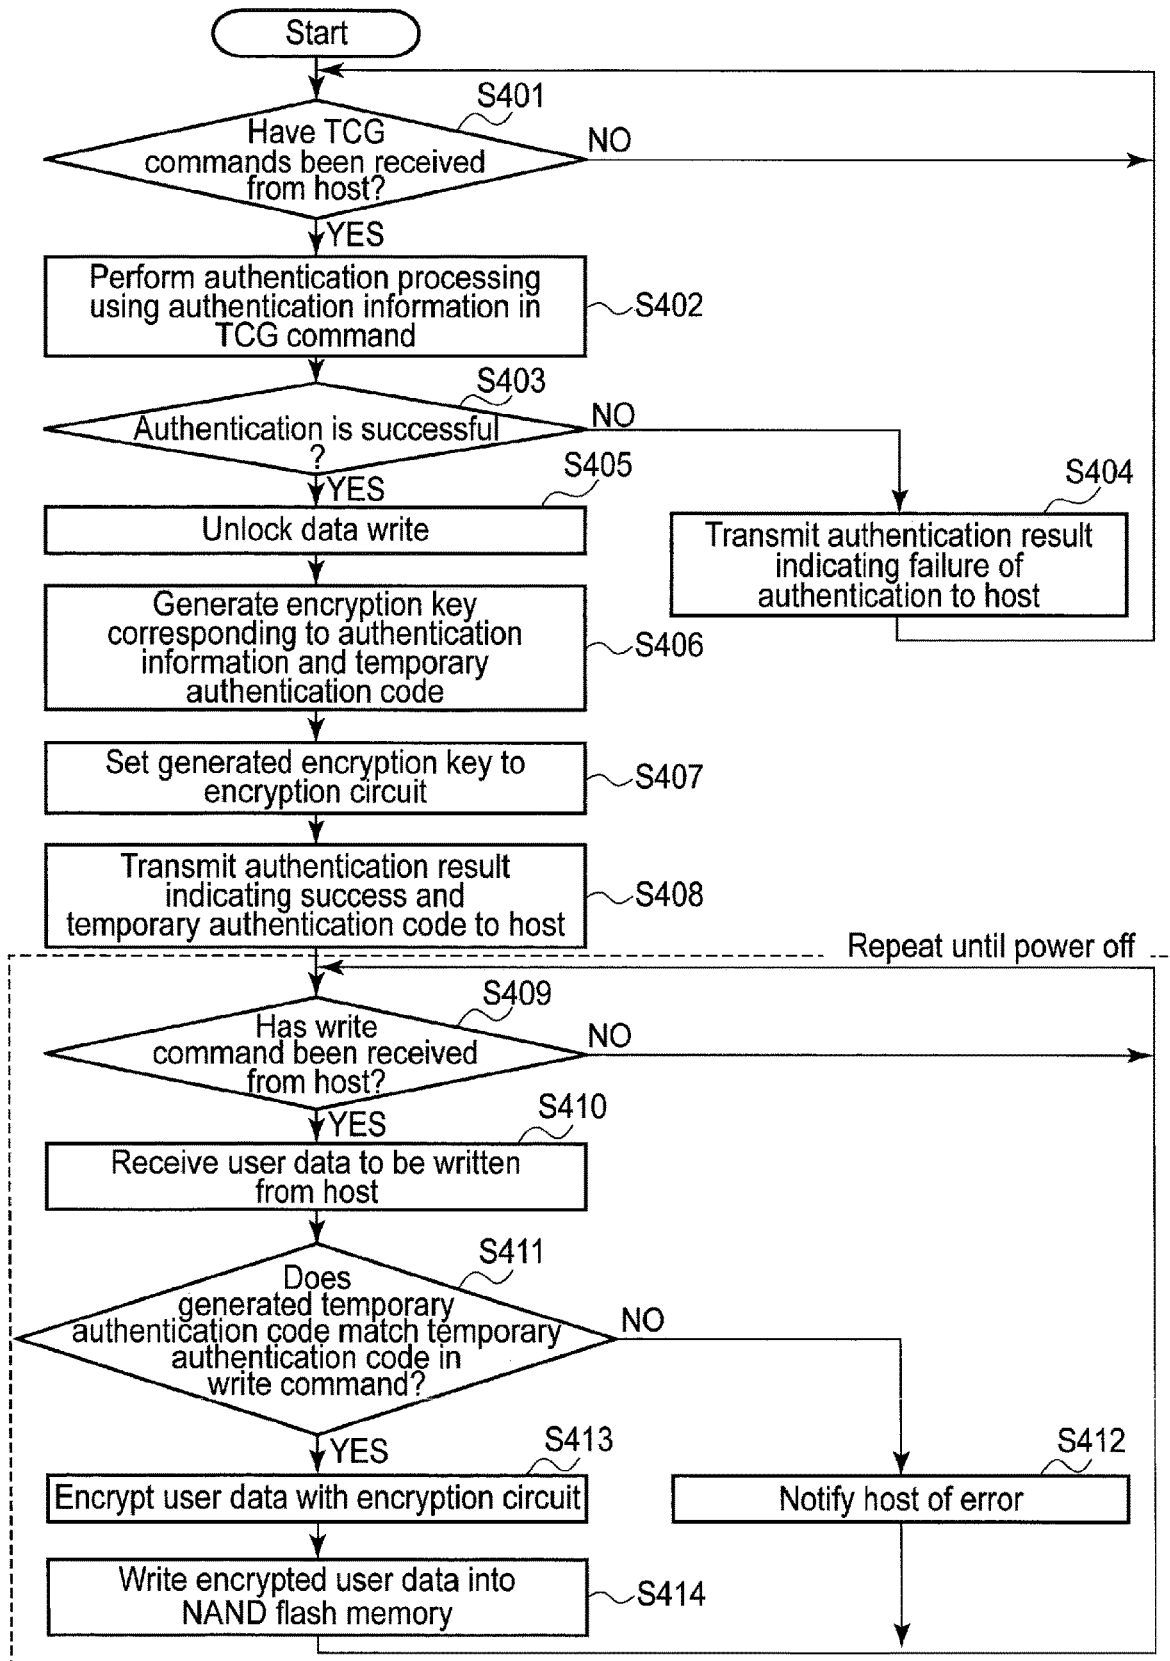 Start
S401
Have TCG
commands been received
from host?
NO
YES
Perform authentication processing
using authentication information in
TCG command
S402
S403
Authentication is successful
?
NO
YES
S405
Unlock data write
S404
Transmit authentication result
indicating failure of
authentication to host
Generate encryption key
corresponding to authentication
information and temporary
authentication code
S406
Set generated encryption key to
encryption circuit
S407
Transmit authentication result
indicating success and
temporary authentication code to host
S408
Repeat until power off
S409
Has write
command been received
from host?
NO
YES
S410
Receive user data to be written
from host
S411
Does
generated temporary
authentication code match temporary
authentication code in
write command?
NO
YES
S413
Encrypt user data with encryption circuit
S412
Notify host of error
Write encrypted user data into
NAND flash memory
S414